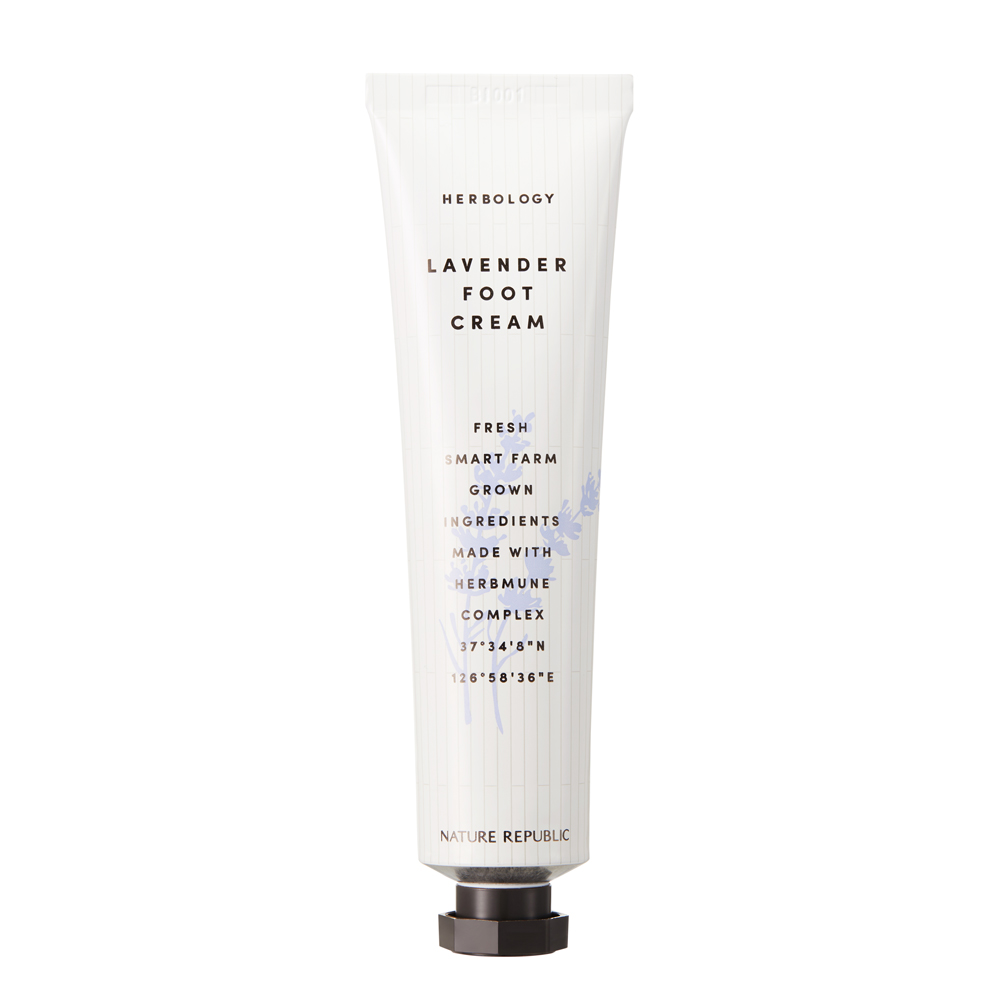 HERBOLOGY
LAVENDER
FOOT
CREAM
FRESH
SMART FARM
GROWN
INGREDIENTS
MADE WITH
HERBMUNE
COMPLEX
37°34'8"N
126°58'36"E
NATURE REPUBLIC